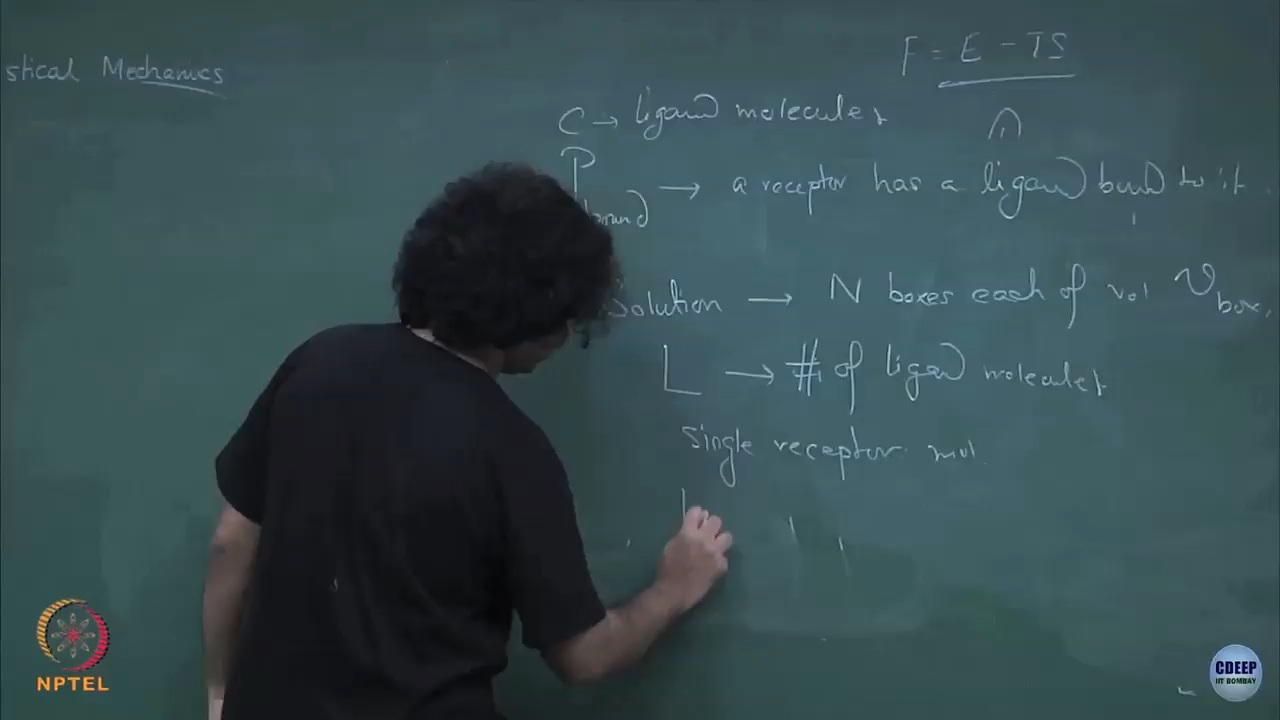 stical Mechanics
F = E - TS
C → ligand molecules
P bound → a receptor has a ligand bound to it.
Solution → N boxes each of vol V box,
L → # of ligand molecules
Single receptor mol.
NPTEL
CDEEP
IIT BOMBAY